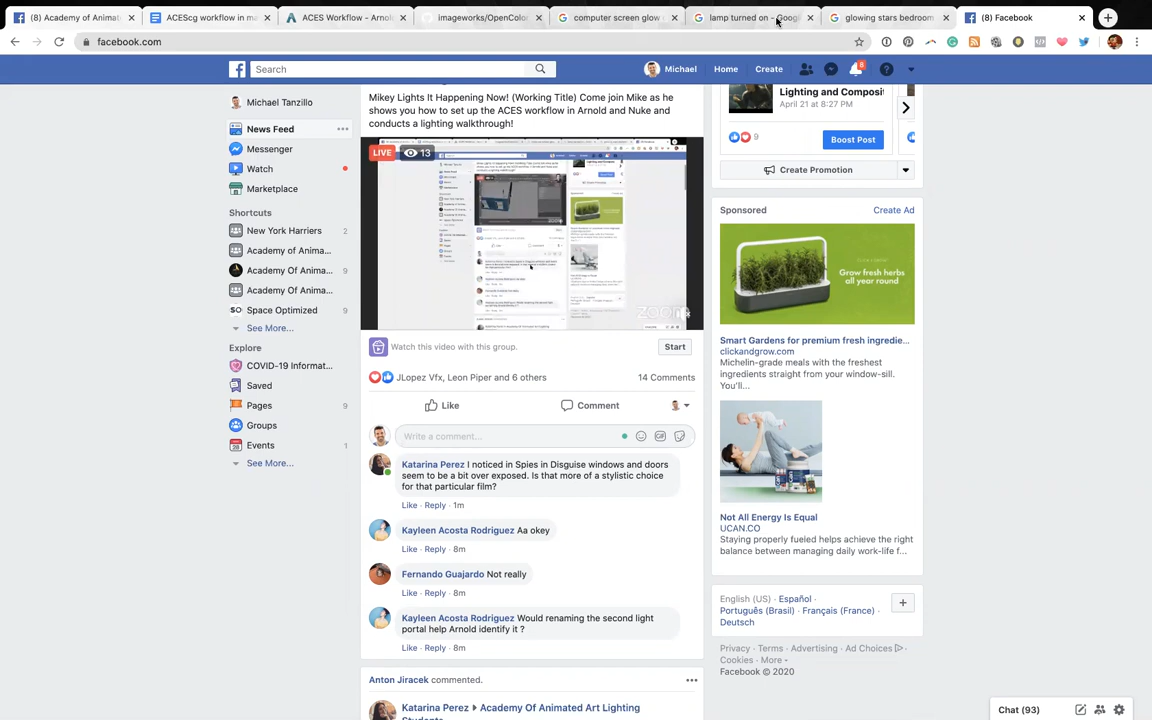 (8) Academy of Animat
ACEScg workflow in ma
ACES Workflow - Arnol
imageworks/OpenColor
computer screen glow
lamp turned on - Goog
glowing stars bedroom
(8) Facebook
facebook.com
Search
Michael
Home
Create
8
Michael Tanzillo
News Feed
Messenger
Watch
Marketplace
Shortcuts
New York Harriers 2
Academy of Anima...
Academy Of Anima... 9
Academy Of Anima...
SO Space Optimized 9
See More...
Explore
COVID-19 Informat...
Saved
Pages 9
Groups
Events 1
See More...
Mikey Lights It Happening Now! (Working Title) Come join Mike as he
shows you how to set up the ACES workflow in Arnold and Nuke and
conducts a lighting walkthrough!
LIVE 13
zoom
Watch this video with this group.
Start
JLopez Vfx, Leon Piper and 6 others
14 Comments
Like
Comment
Write a comment...
GIF
Katarina Perez I noticed in Spies in Disguise windows and doors
seem to be a bit over exposed. Is that more of a stylistic choice
for that particular film?
Like · Reply · 1m
Kayleen Acosta Rodriguez Aa okey
Like · Reply · 8m
Fernando Guajardo Not really
Like · Reply · 8m
Kayleen Acosta Rodriguez Would renaming the second light
portal help Arnold identify it ?
Like · Reply · 8m
Anton Jiracek commented.
Katarina Perez ▸ Academy Of Animated Art Lighting
Students
Lighting and Composit
April 21 at 8:27 PM
9
Boost Post
Create Promotion
Sponsored
Create Ad
Grow fresh herbs
all year round
Smart Gardens for premium fresh ingredie...
clickandgrow.com
Michelin-grade meals with the freshest
ingredients straight from your window-sill.
You'll...
Not All Energy Is Equal
UCAN.CO
Staying properly fueled helps achieve the right
balance between managing daily work-life f...
English (US) · Español ·
Português (Brasil) · Français (France) ·
Deutsch
Privacy · Terms · Advertising · Ad Choices ·
Cookies · More
Facebook © 2020
Chat (93)